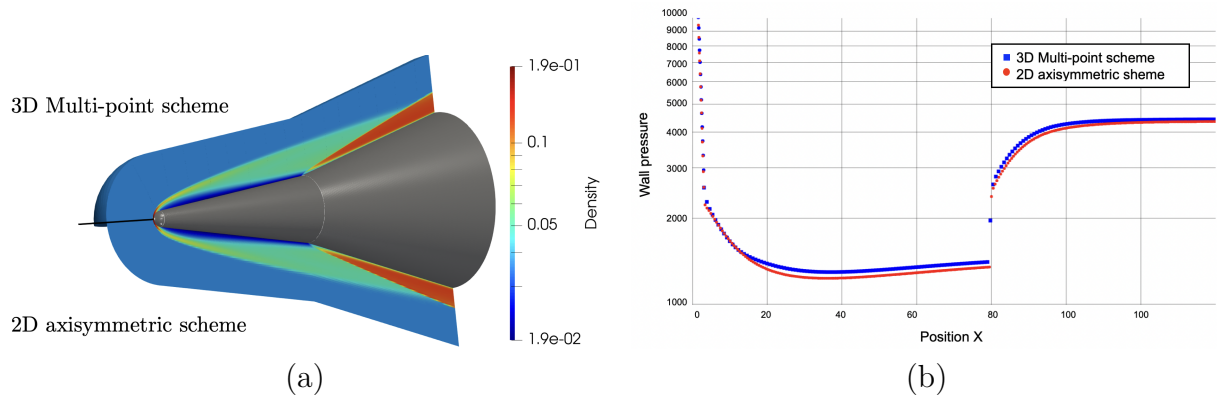 3D Multi-point scheme
2D axisymmetric scheme
1.9e-01
0.1
0.05
1.9e-02
Density
(a)
10000
9000
8000
7000
6000
5000
4000
3000
2000
1000
Wall pressure
3D Multi-point scheme
2D axisymmetric sheme
0 20 40 60 80 100 100
Position X
(b)